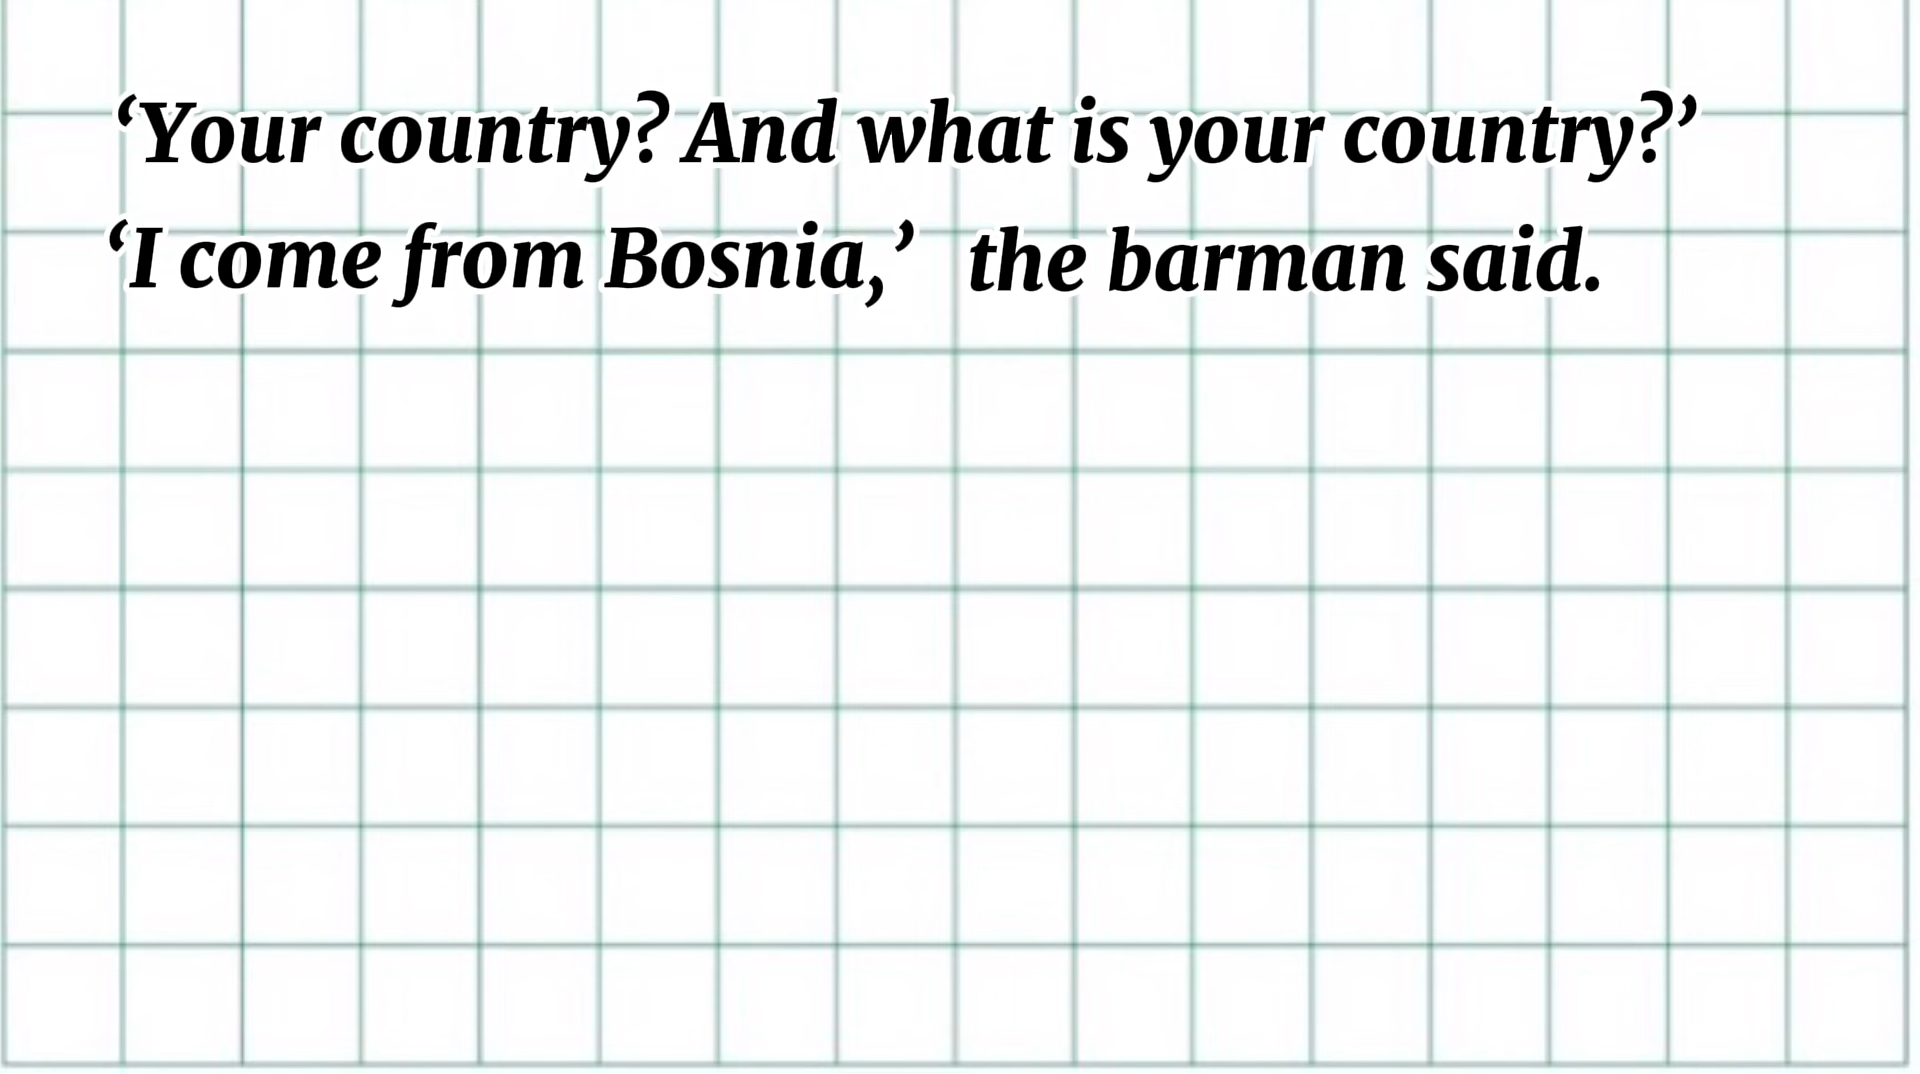 ‘Your country? And what is your country?’
‘I come from Bosnia,’ the barman said.